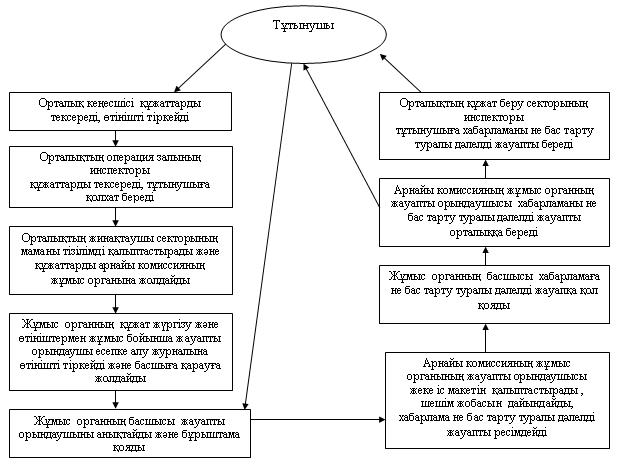 Тұтынушы
Орталық кеңесшісі құжаттарды
тексереді, өтінішті тіркейді
Орталықтың операция залының
инспекторы
құжаттарды тексереді, тұтынушыға
қолхат береді
Орталықтың жинақтаушы секторының
маманы тізілімді қалыптастырады және
құжаттарды арнайы комиссияның
жұмыс органына жолдайды
Жұмыс органның құжат жүргізу және
өтініштермен жұмыс бойынша жауапты
орындаушы есепке алу журналына
өтінішті тіркейді және басшыға қарауға
жолдайды
Жұмыс органның басшысы жауапты
орындаушыны анықтайды және бұрыштама
қояды
Арнайы комиссияның жұмыс
органының жауапты орындаушысы
жеке іс макетін қалыптастырады ,
шешім жобасын дайындайды,
хабарлама не бас тарту туралы дәлелді
жауапты ресімдейді
Жұмыс органның басшысы хабарламаға
не бас тарту туралы дәлелді жауапқа қол
қояды
Арнайы комиссияның жұмыс органның
жауапты орындаушысы хабарламаны не
бас тарту туралы дәлелді жауапты
орталыққа береді
Орталықтың құжат беру секторының
инспекторы
тұтынушыға хабарламаны не бас тарту
туралы дәлелді жауапты береді